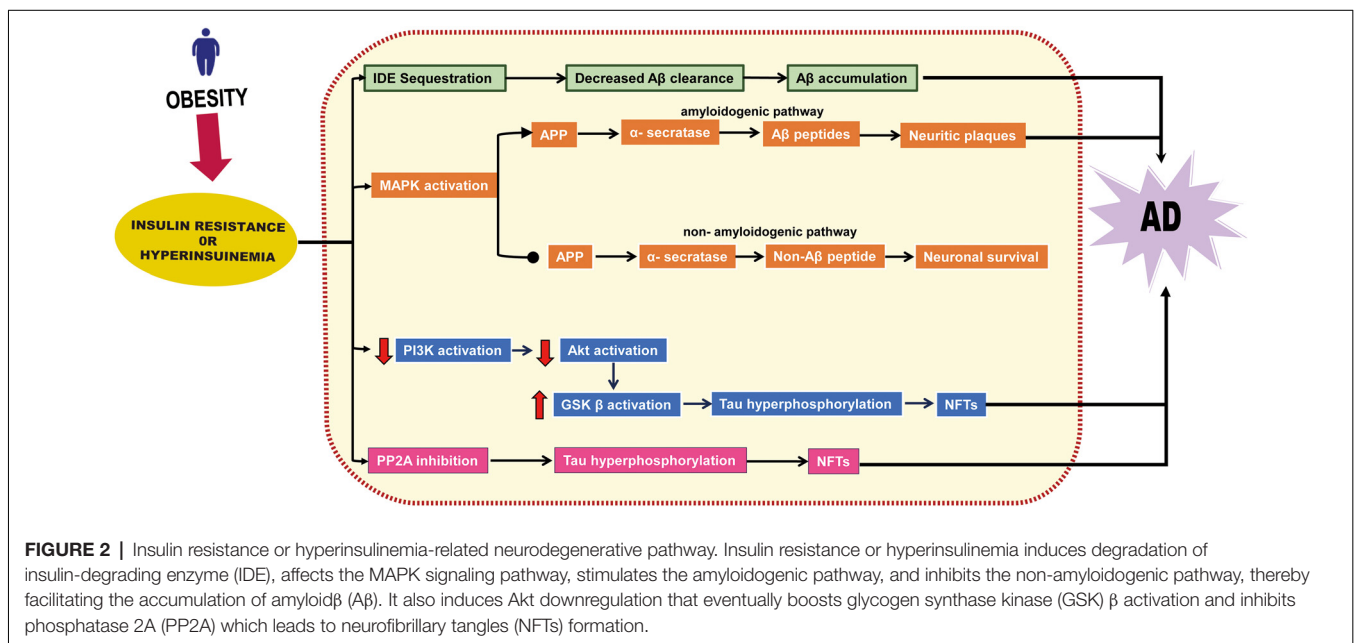 OBESITY
INSULIN RESISTANCE
0R
HYPERINSUINEMIA
IDE Sequestration
Decreased Aβ clearance
Aβ accumulation
amyloidogenic pathway
APP
α- secratase
Aβ peptides
Neuritic plaques
MAPK activation
non- amyloidogenic pathway
APP
α- secratase
Non-Aβ peptide
Neuronal survival
AD
PI3K activation
Akt activation
GSK β activation
Tau hyperphosphorylation
NFTs
PP2A inhibition
Tau hyperphosphorylation
NFTs
FIGURE 2 | Insulin resistance or hyperinsulinemia-related neurodegenerative pathway. Insulin resistance or hyperinsulinemia induces degradation of
insulin-degrading enzyme (IDE), affects the MAPK signaling pathway, stimulates the amyloidogenic pathway, and inhibits the non-amyloidogenic pathway, thereby
facilitating the accumulation of amyloidβ (Aβ). It also induces Akt downregulation that eventually boosts glycogen synthase kinase (GSK) β activation and inhibits
phosphatase 2A (PP2A) which leads to neurofibrillary tangles (NFTs) formation.